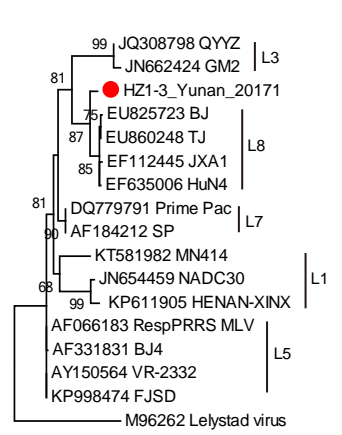 99 JQ308798 QYYZ
JN662424 GM2 L3
81
HZ1-3_Yunan_20171
75 EU825723 BJ
87 EU860248 TJ
L8
85 EF112445 JXA1
EF635006 HuN4
81 DQ779791 Prime Pac
L7
90 AF184212 SP
KT581982 MN414
68 JN654459 NADC30 L1
99 KP611905 HENAN-XINX
AF066183 RespPRRS MLV
AF331831 BJ4 L5
AY150564 VR-2332
KP998474 FJSD
M96262 Lelystad virus